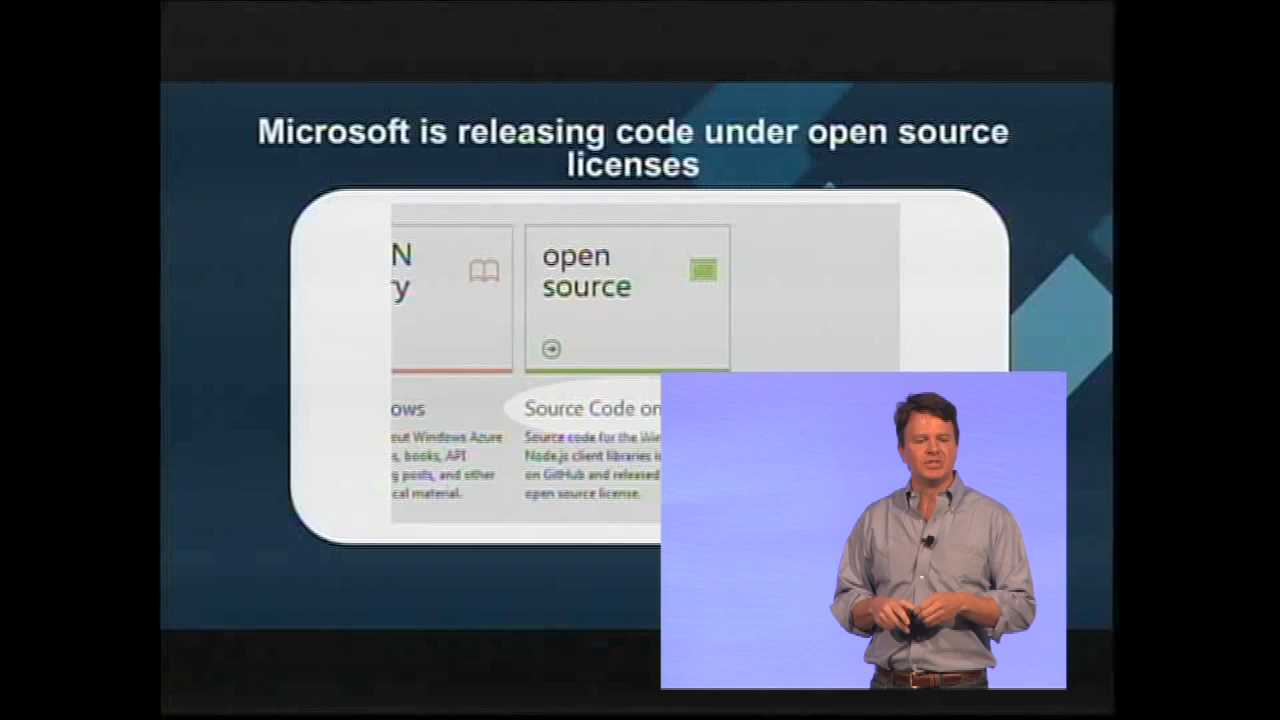 Microsoft is releasing code under open source
licenses
N
ry
open
source
ows
out Windows Azure
s, books, API
g posts, and other
cal material.
Source Code on
Source code for the Wi
Node.js client libraries i
on GitHub and released
open source license.